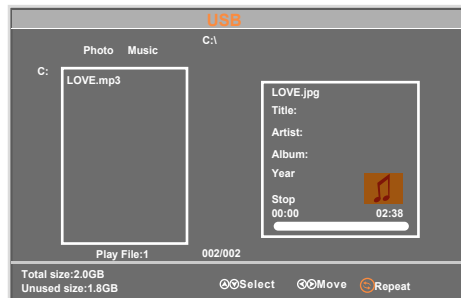 USB
C:\
Photo Music
C:
LOVE.mp3
LOVE.jpg
Title:
Artist:
Album:
Year
Stop
00:00 02:38
Play File:1 002/002
Total size:2.0GB
Unused size:1.8GB
Select Move Repeat